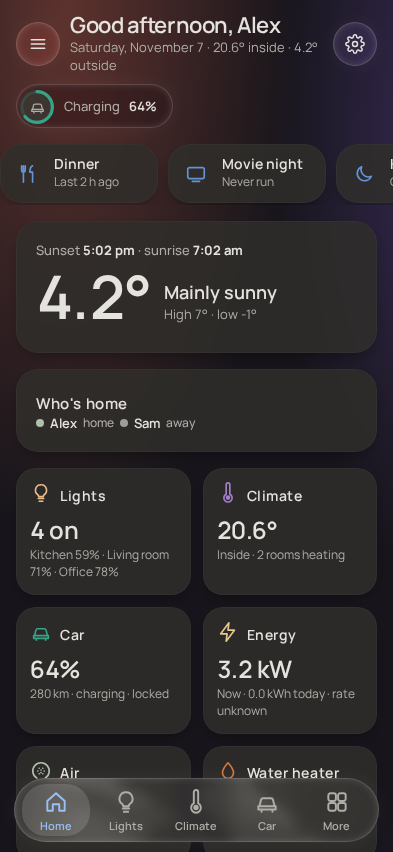 Good afternoon, Alex
Saturday, November 7 · 20.6° inside · 4.2°
outside
Charging 64%
Dinner
Last 2 h ago
Movie night
Never run
Sunset 5:02 pm · sunrise 7:02 am
4.2°
Mainly sunny
High 7° · low -1°
Who's home
Alex home Sam away
Lights
4 on
Kitchen 59% · Living room
71% · Office 78%
Climate
20.6°
Inside · 2 rooms heating
Car
64%
280 km · charging · locked
Energy
3.2 kW
Now · 0.0 kWh today · rate
unknown
Air
Water heater
Home
Lights
Climate
Car
More